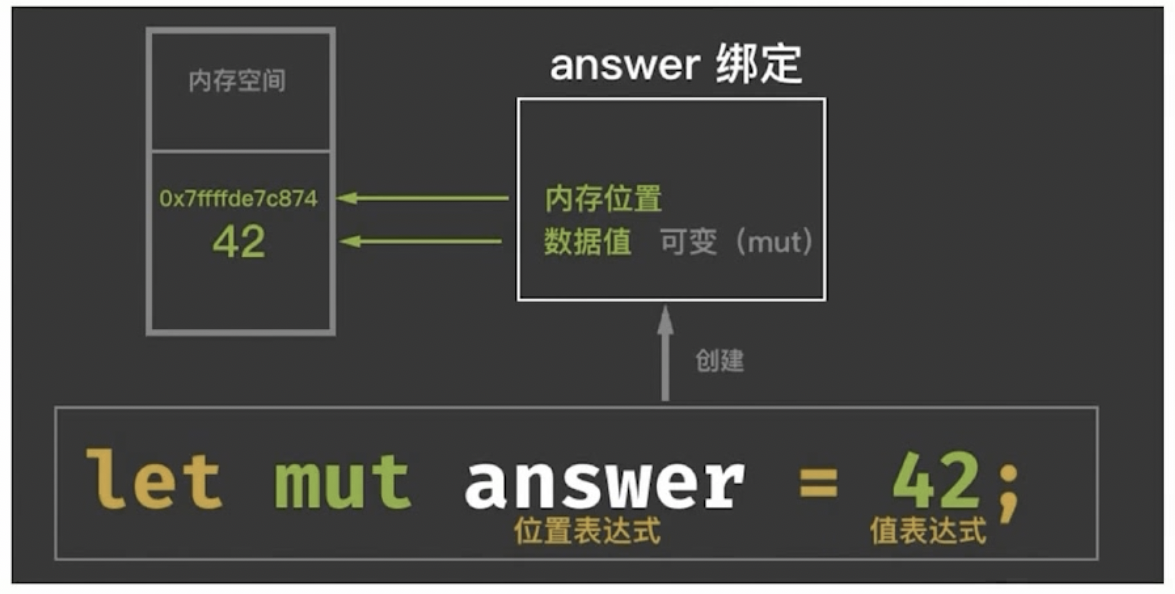 内存空间
0x7ffffde7c874
42
answer 绑定
内存位置
数据值 可变（mut）
创建
let mut answer = 42;
位置表达式 值表达式